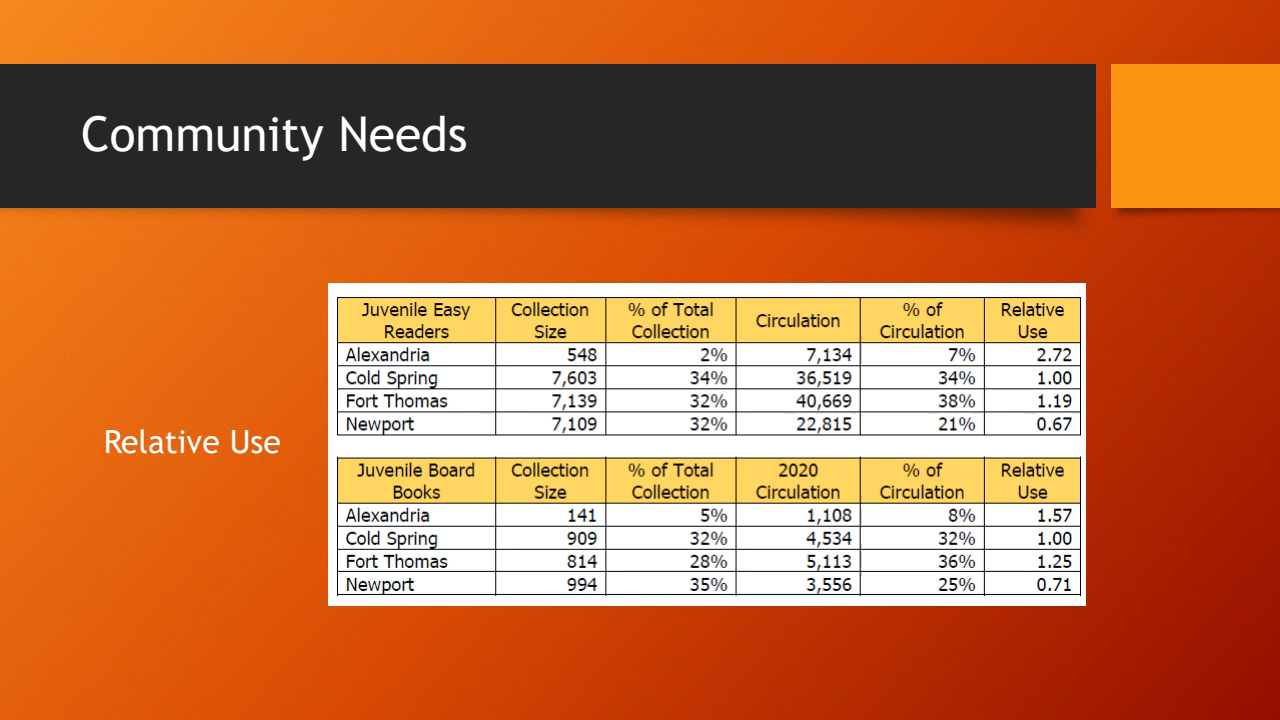 Community Needs
Relative Use
Juvenile Easy Readers | Collection Size | % of Total Collection | Circulation | % of Circulation | Relative Use
Alexandria | 548 | 2% | 7,134 | 7% | 2.72
Cold Spring | 7,603 | 34% | 36,519 | 34% | 1.00
Fort Thomas | 7,139 | 32% | 40,669 | 38% | 1.19
Newport | 7,109 | 32% | 22,815 | 21% | 0.67
Juvenile Board Books | Collection Size | % of Total Collection | 2020 Circulation | % of Circulation | Relative Use
Alexandria | 141 | 5% | 1,108 | 8% | 1.57
Cold Spring | 909 | 32% | 4,534 | 32% | 1.00
Fort Thomas | 814 | 28% | 5,113 | 36% | 1.25
Newport | 994 | 35% | 3,556 | 25% | 0.71